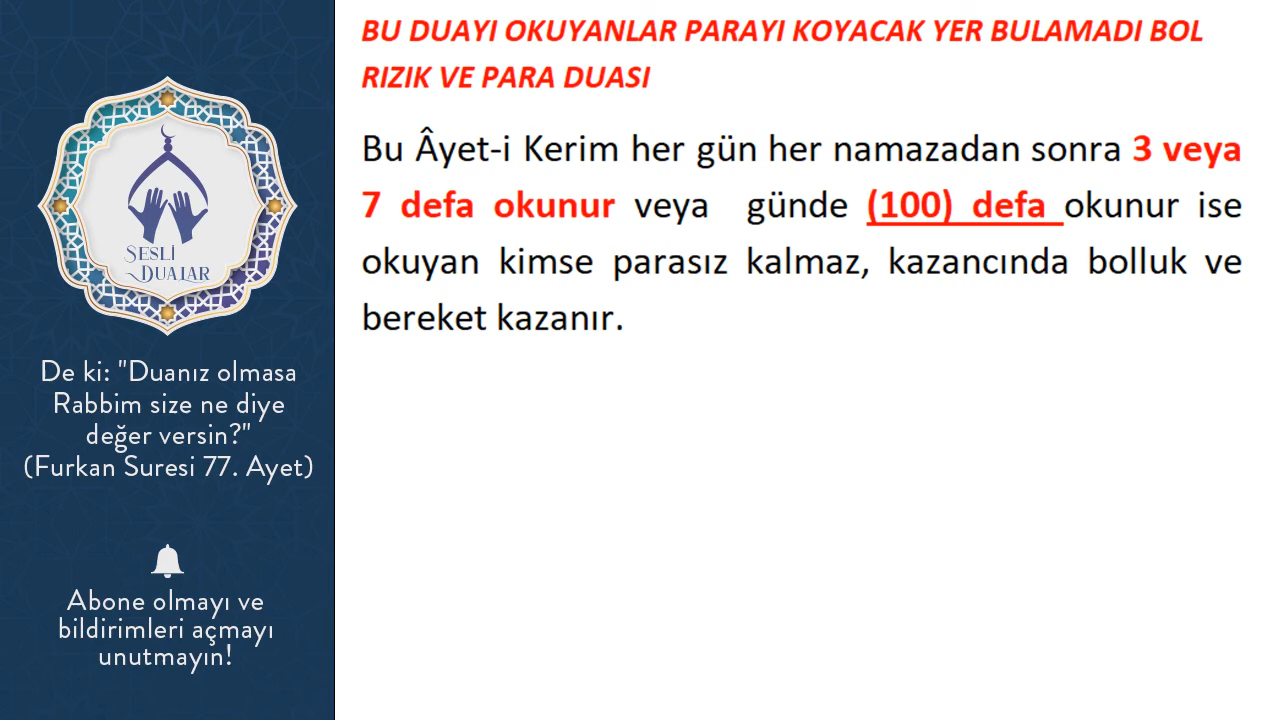 SESLİ
DUALAR
De ki: "Duanız olmasa
Rabbim size ne diye
değer versin?"
(Furkan Suresi 77. Ayet)
Abone olmayı ve
bildirimleri açmayı
unutmayın!
BU DUAYI OKUYANLAR PARAYI KOYACAK YER BULAMADI BOL
RIZIK VE PARA DUASI
Bu Âyet-i Kerim her gün her namazadan sonra 3 veya
7 defa okunur veya günde (100) defa okunur ise
okuyan kimse parasız kalmaz, kazancında bolluk ve
bereket kazanır.